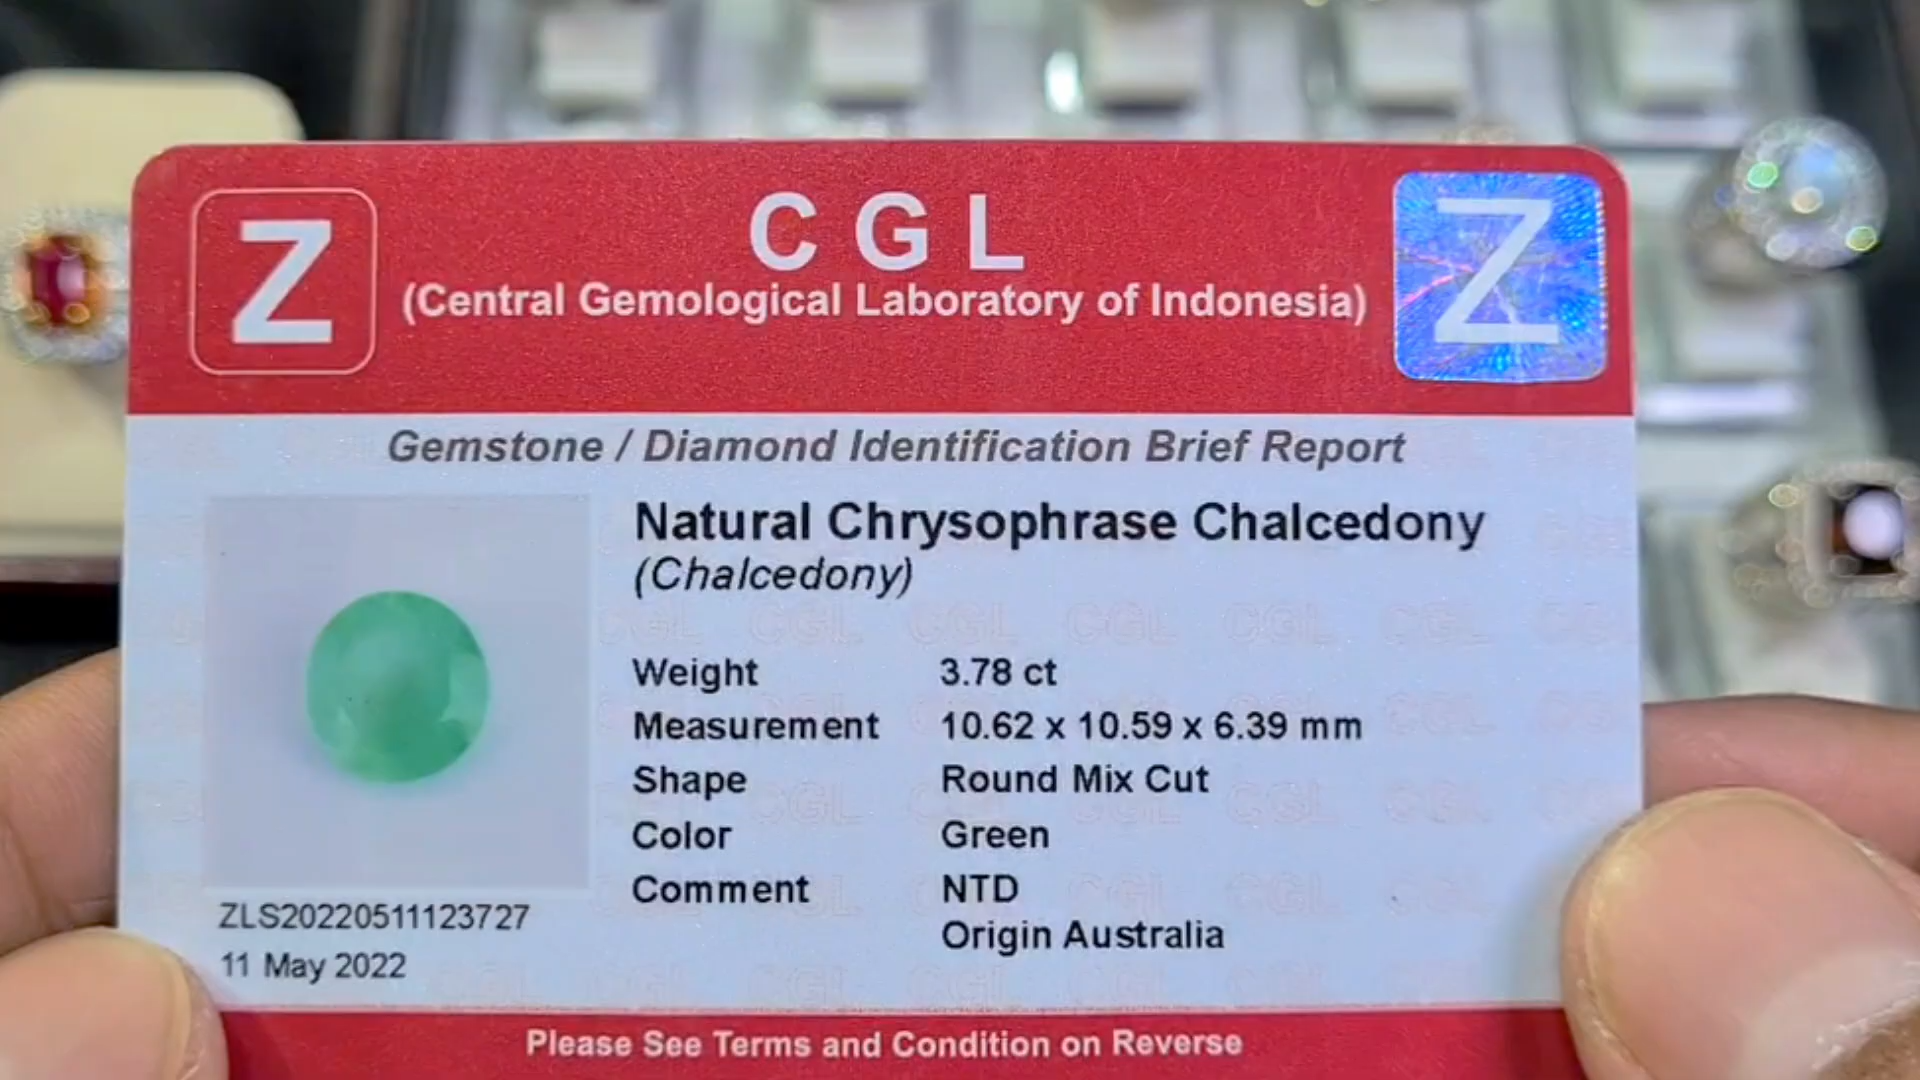 Z
CGL
Z
(Central Gemological Laboratory of Indonesia)
Gemstone / Diamond Identification Brief Report
Natural Chrysophrase Chalcedony
(Chalcedony)
Weight 3.78 ct
Measurement 10.62 x 10.59 x 6.39 mm
Shape Round Mix Cut
Color Green
Comment NTD
Origin Australia
ZLS20220511123727
11 May 2022
Please See Terms and Condition on Reverse